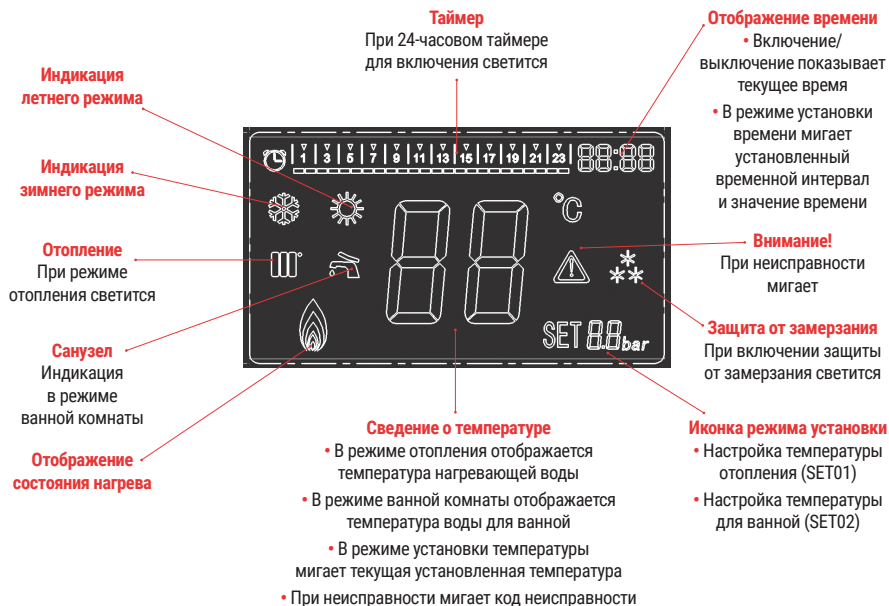 Таймер
При 24-часовом таймере
для включения светится
Отображение времени
• Включение/
выключение показывает
текущее время
• В режиме установки
времени мигает
установленный
временной интервал
и значение времени
Индикация
летнего режима
Индикация
зимнего режима
Отопление
При режиме
отопления светится
Санузел
Индикация
в режиме
ванной комнаты
Отображение
состояния нагрева
1 3 5 7 9 11 13 15 17 19 21 23 88:88
88 °C
SET 8.8 bar
Внимание!
При неисправности
мигает
Защита от замерзания
При включении защиты
от замерзания светится
Сведение о температуре
• В режиме отопления отображается
температура нагревающей воды
• В режиме ванной комнаты отображается
температура воды для ванной
• В режиме установки температуры
мигает текущая установленная температура
• При неисправности мигает код неисправности
Иконка режима установки
• Настройка температуры
отопления (SET01)
• Настройка температуры
для ванной (SET02)